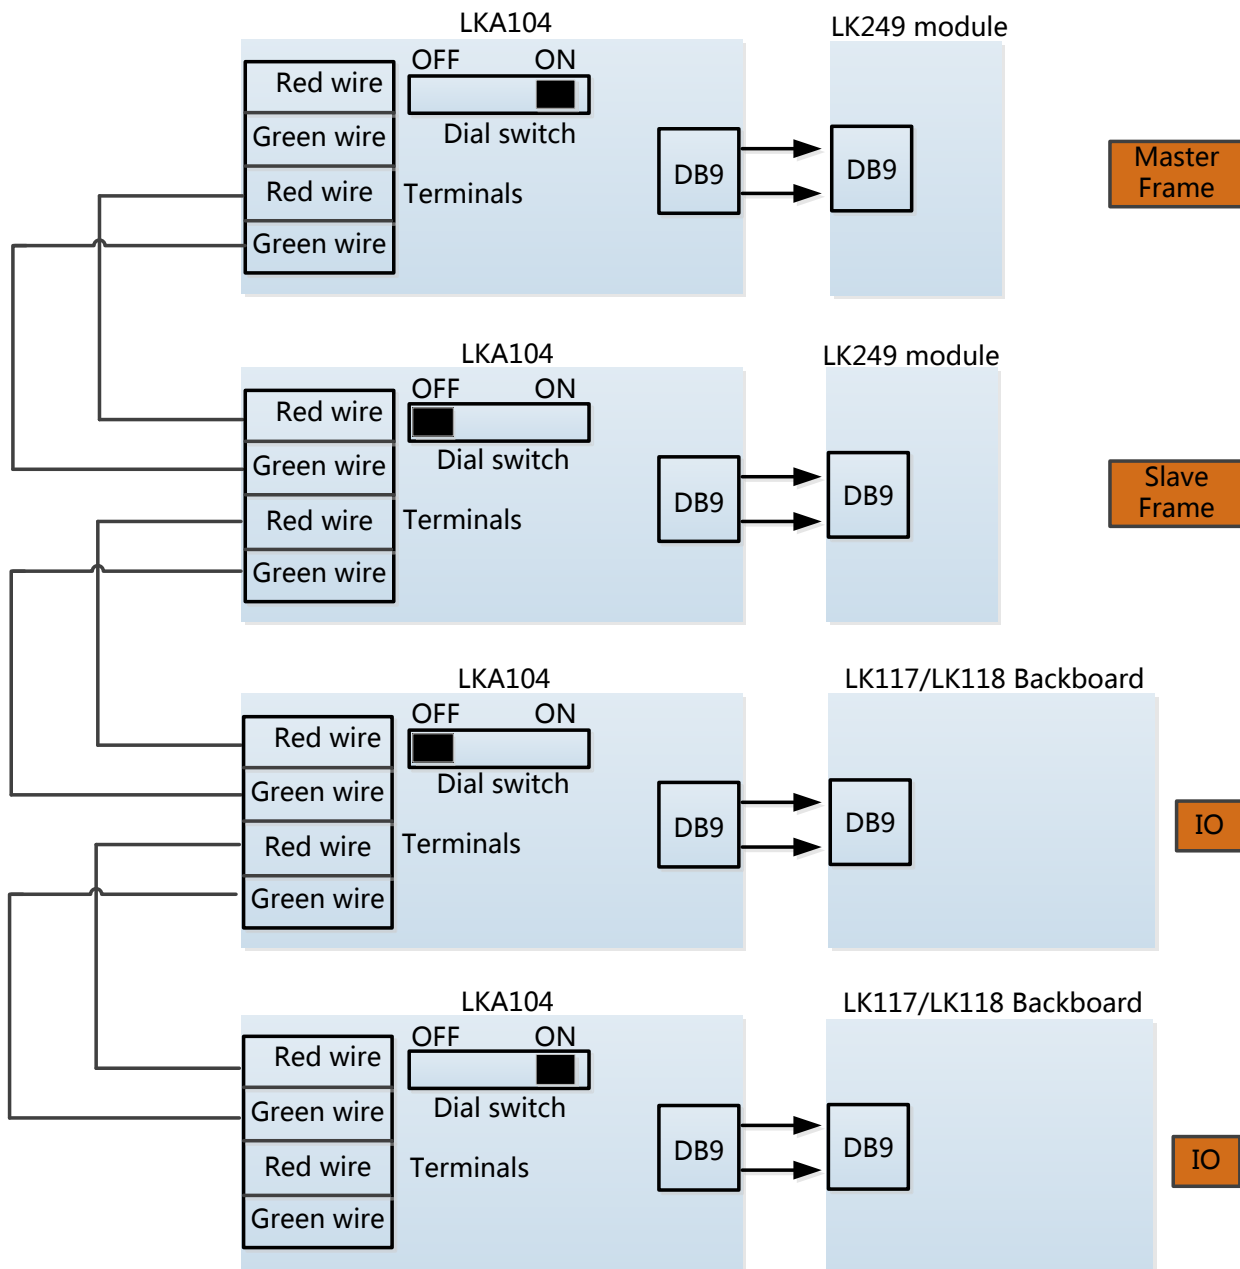 LKA104
LK249 module
OFF ON
Red wire
Green wire
Dial switch
Red wire
Terminals
Green wire
DB9
DB9
Master
Frame
LKA104
LK249 module
OFF ON
Red wire
Green wire
Dial switch
Red wire
Terminals
Green wire
DB9
DB9
Slave
Frame
LKA104
LK117/LK118 Backboard
OFF ON
Red wire
Green wire
Dial switch
Red wire
Terminals
Green wire
DB9
DB9
IO
LKA104
LK117/LK118 Backboard
OFF ON
Red wire
Green wire
Dial switch
Red wire
Terminals
Green wire
DB9
DB9
IO